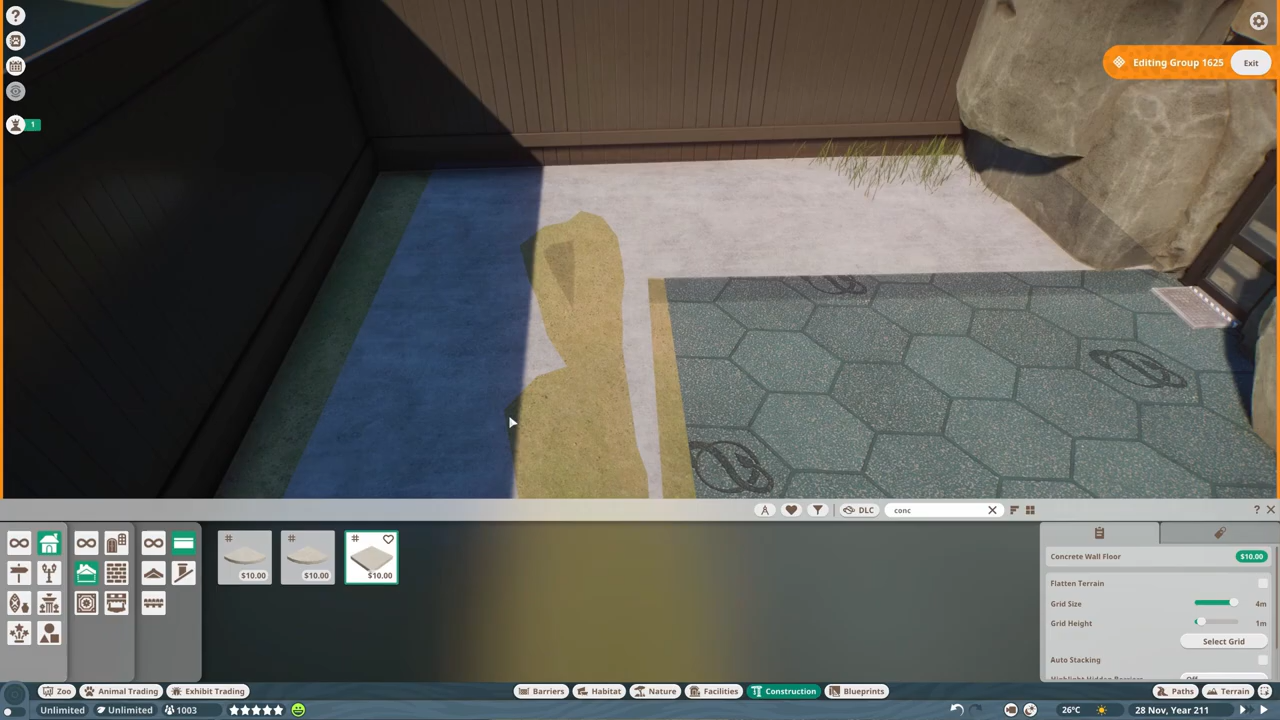 ?
1
Editing Group 1625
Exit
DLC
conc
?
$10.00
$10.00
$10.00
Concrete Wall Floor
$10.00
Flatten Terrain
Grid Size
4m
Grid Height
1m
Select Grid
Auto Stacking
Zoo
Animal Trading
Exhibit Trading
Barriers
Habitat
Nature
Facilities
Construction
Blueprints
Paths
Terrain
Unlimited
Unlimited
1003
26°C
28 Nov, Year 211